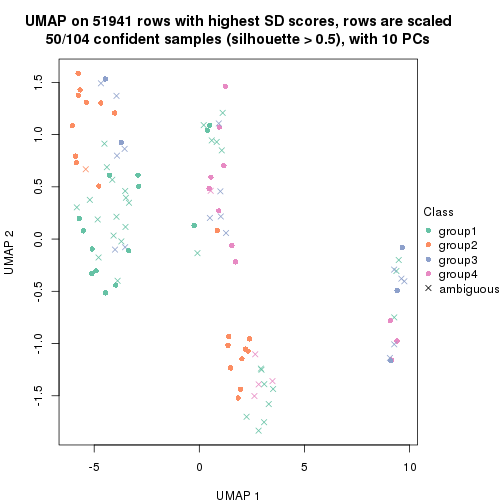 UMAP on 51941 rows with highest SD scores, rows are scaled
50/104 confident samples (silhouette > 0.5), with 10 PCs
1.5
1.0
0.5
0.0
-0.5
-1.0
-1.5
UMAP 2
-5
0
5
10
UMAP 1
Class
group1
group2
group3
group4
ambiguous